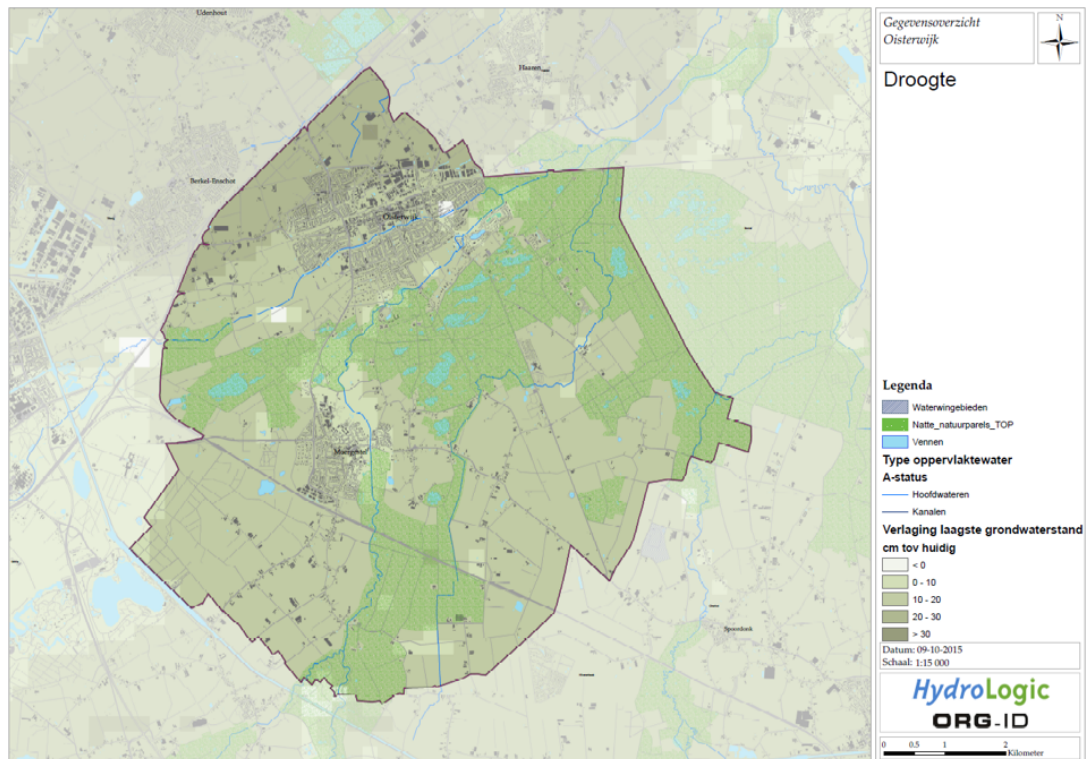 Udenhout
Haaren
Berkel-Enschot
Oisterwijk
Moergestel
Spoordonk
Gegevensoverzicht
Oisterwijk
N
Droogte
Legenda
Waterwingebieden
Natte_natuurparels_TOP
Vennen
Type oppervlaktewater
A-status
Hoofdwateren
Kanalen
Verlaging laagste grondwaterstand
cm tov huidig
< 0
0 - 10
10 - 20
20 - 30
> 30
Datum: 09-10-2015
Schaal: 1:15 000
HydroLogic
ORG-ID
0 0.5 1 2
Kilometer